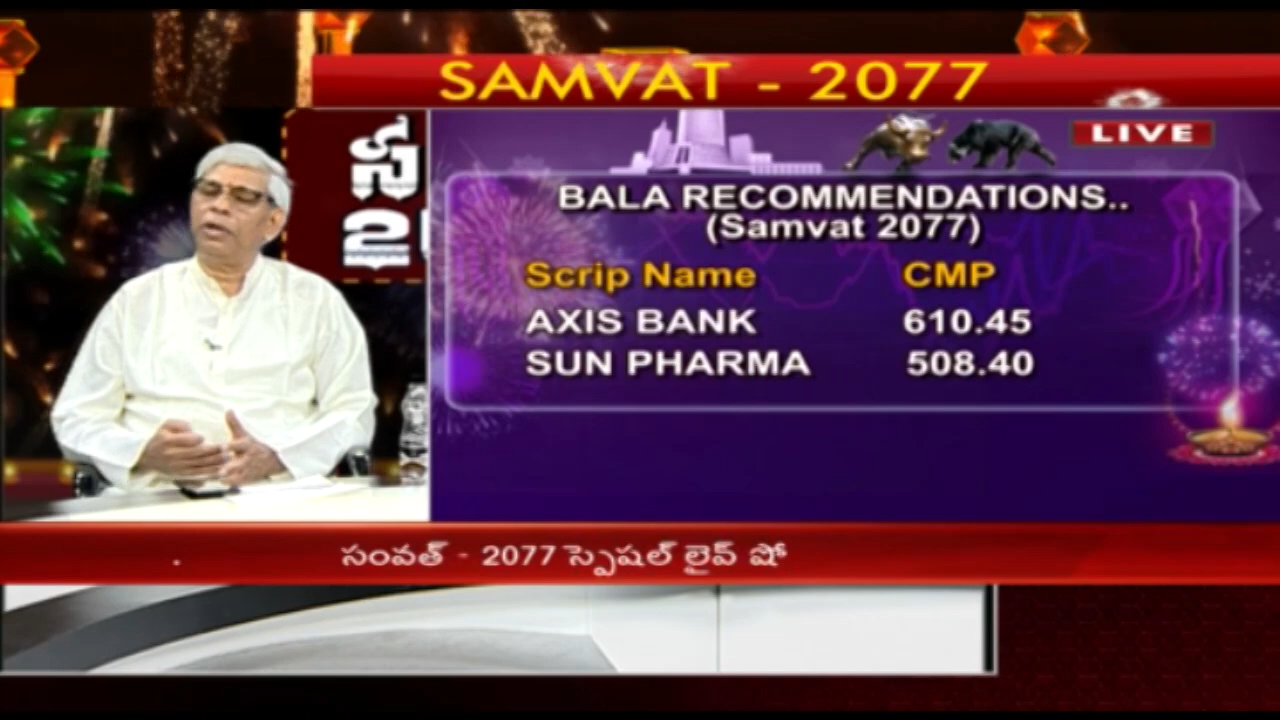 SAMVAT - 2077
LIVE
స
2
BALA RECOMMENDATIONS..
(Samvat 2077)
Scrip Name CMP
AXIS BANK 610.45
SUN PHARMA 508.40
సంవత్ - 2077 స్పెషల్ లైవ్ షో